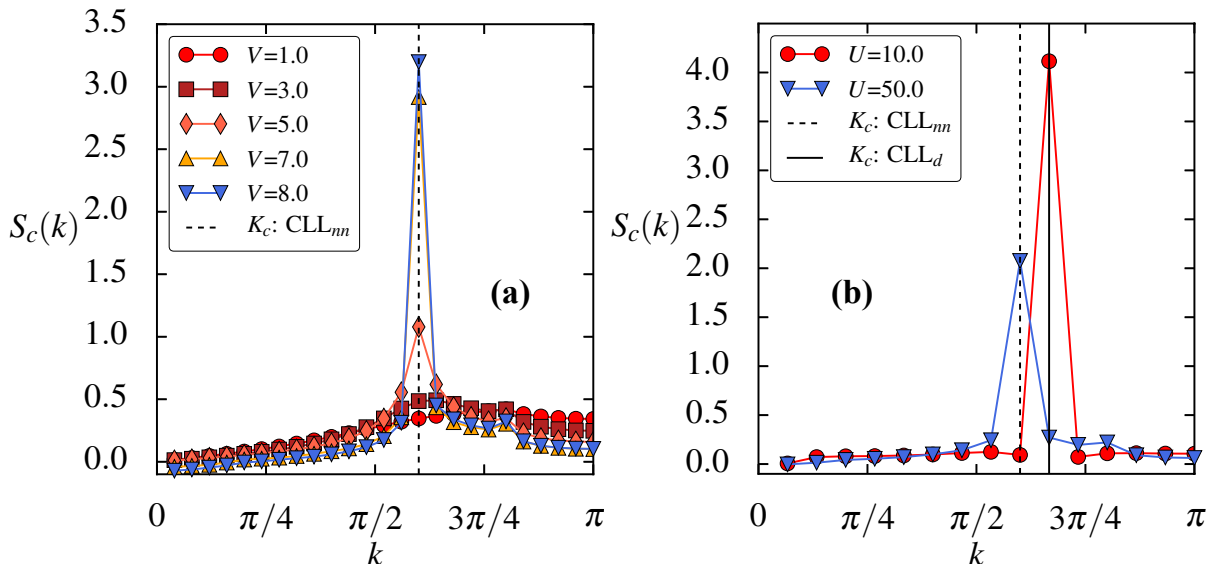 3.5
3.0
2.5
2.0
1.5
1.0
0.5
0.0
S_c(k)
V=1.0
V=3.0
V=5.0
V=7.0
V=8.0
K_c: CLL_nn
(a)
0 π/4 π/2 3π/4 π
k
4.0
3.5
3.0
2.5
2.0
1.5
1.0
0.5
0.0
S_c(k)
U=10.0
U=50.0
K_c: CLL_nn
K_c: CLL_d
(b)
0 π/4 π/2 3π/4 π
k